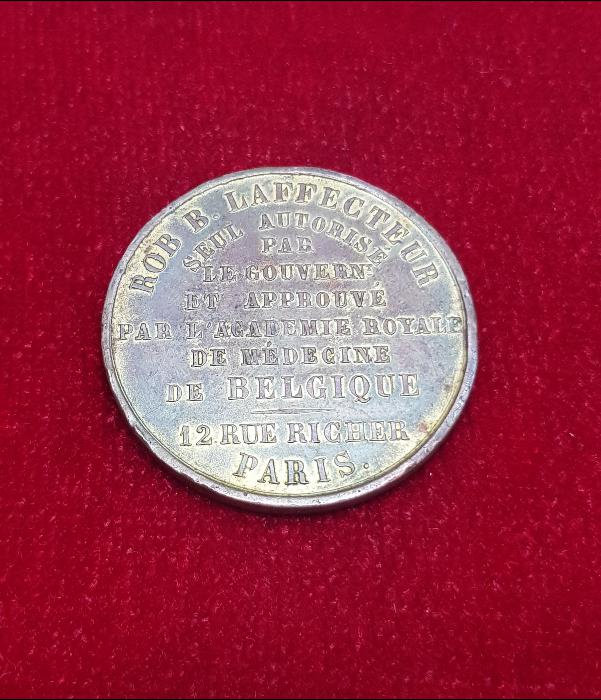 ROB B. LAFFECTEUR
SEUL AUTORISÉ
PAR
LE GOUVERNT
ET APPROUVÉ
PAR L'ACADEMIE ROYALE
DE MÉDECINE
DE BELGIQUE
12 RUE RICHER
PARIS.